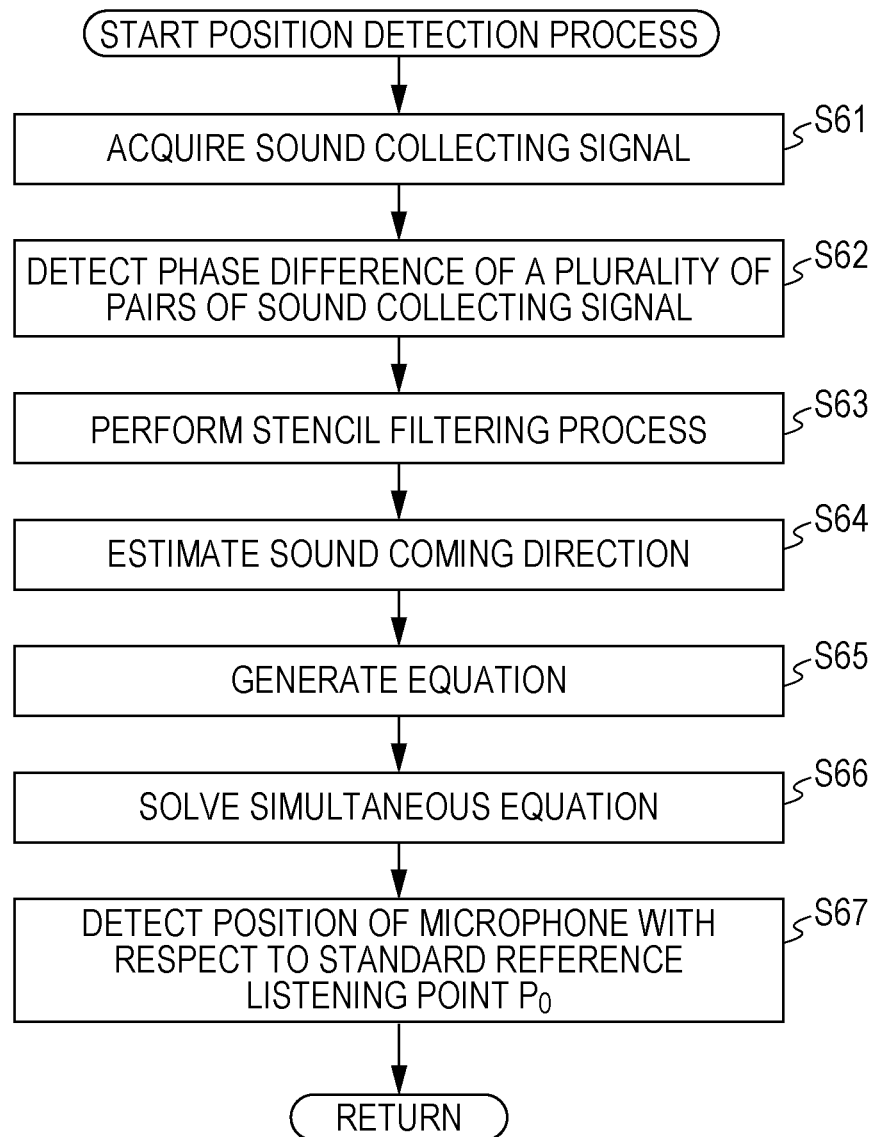 START POSITION DETECTION PROCESS
S61
ACQUIRE SOUND COLLECTING SIGNAL
S62
DETECT PHASE DIFFERENCE OF A PLURALITY OF
PAIRS OF SOUND COLLECTING SIGNAL
S63
PERFORM STENCIL FILTERING PROCESS
S64
ESTIMATE SOUND COMING DIRECTION
S65
GENERATE EQUATION
S66
SOLVE SIMULTANEOUS EQUATION
S67
DETECT POSITION OF MICROPHONE WITH
RESPECT TO STANDARD REFERENCE
LISTENING POINT P₀
RETURN